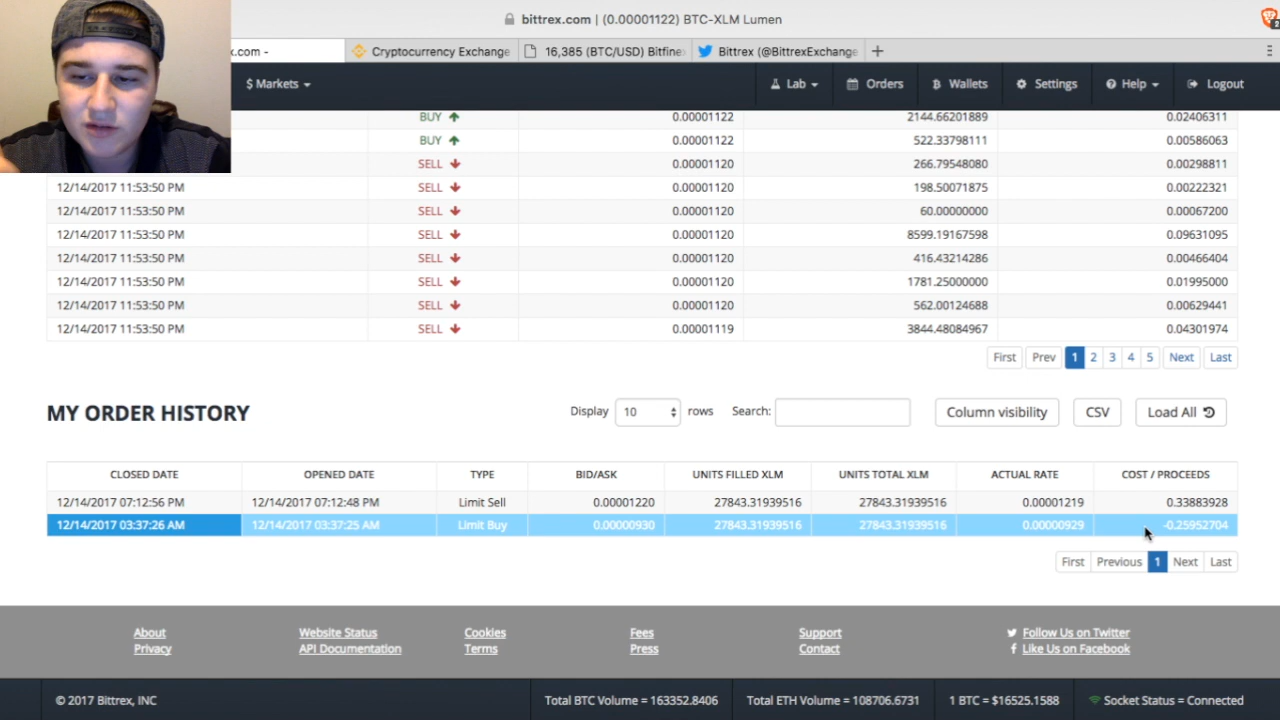 bittrex.com | (0.00001122) BTC-XLM Lumen
x.com - Cryptocurrency Exchange 16,385 (BTC/USD) Bitfine: Bittrex (@BittrexExchange +
$ Markets Lab Orders Wallets Settings Help Logout
BUY 0.00001122 2144.66201889 0.02406311
BUY 0.00001122 522.33798111 0.00586063
SELL 0.00001120 266.79548080 0.00298811
12/14/2017 11:53:50 PM SELL 0.00001120 198.50071875 0.00222321
12/14/2017 11:53:50 PM SELL 0.00001120 60.00000000 0.00067200
12/14/2017 11:53:50 PM SELL 0.00001120 8599.19167598 0.09631095
12/14/2017 11:53:50 PM SELL 0.00001120 416.43214286 0.00466404
12/14/2017 11:53:50 PM SELL 0.00001120 1781.25000000 0.01995000
12/14/2017 11:53:50 PM SELL 0.00001120 562.00124688 0.00629441
12/14/2017 11:53:50 PM SELL 0.00001119 3844.48084967 0.04301974
First Prev 1 2 3 4 5 Next Last
MY ORDER HISTORY Display 10 rows Search: Column visibility CSV Load All
CLOSED DATE OPENED DATE TYPE BID/ASK UNITS FILLED XLM UNITS TOTAL XLM ACTUAL RATE COST / PROCEEDS
12/14/2017 07:12:56 PM 12/14/2017 07:12:48 PM Limit Sell 0.00001220 27843.31939516 27843.31939516 0.00001219 0.33883928
12/14/2017 03:37:26 AM 12/14/2017 03:37:25 AM Limit Buy 0.00000930 27843.31939516 27843.31939516 0.00000929 -0.25952704
First Previous 1 Next Last
About Website Status Cookies Fees Support Follow Us on Twitter
Privacy API Documentation Terms Press Contact Like Us on Facebook
© 2017 Bittrex, INC Total BTC Volume = 163352.8406 Total ETH Volume = 108706.6731 1 BTC = $16525.1588 Socket Status = Connected